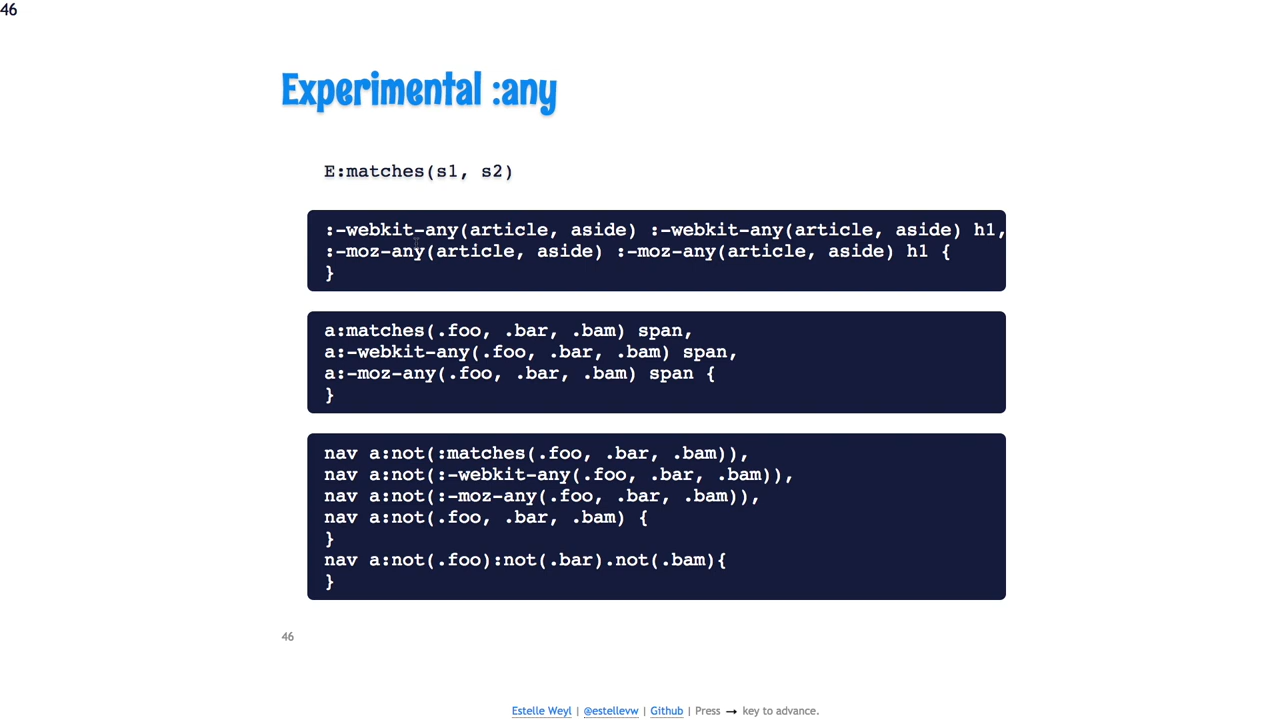 46
Experimental :any
E:matches(s1, s2)
:-webkit-any(article, aside) :-webkit-any(article, aside) h1,
:-moz-any(article, aside) :-moz-any(article, aside) h1 {
}
a:matches(.foo, .bar, .bam) span,
a:-webkit-any(.foo, .bar, .bam) span,
a:-moz-any(.foo, .bar, .bam) span {
}
nav a:not(:matches(.foo, .bar, .bam)),
nav a:not(:-webkit-any(.foo, .bar, .bam)),
nav a:not(:-moz-any(.foo, .bar, .bam)),
nav a:not(.foo, .bar, .bam) {
}
nav a:not(.foo):not(.bar).not(.bam){
}
46
Estelle Weyl | @estellevw | Github | Press → key to advance.